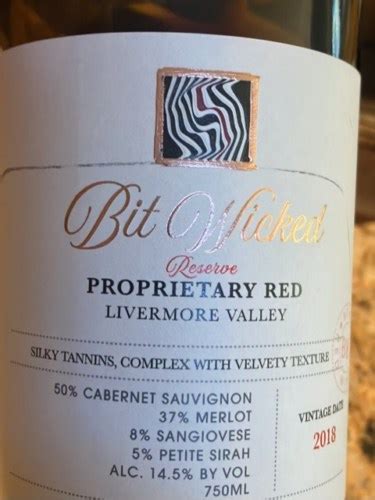 Bit Wicked
Reserve
PROPRIETARY RED
LIVERMORE VALLEY
SILKY TANNINS, COMPLEX WITH VELVETY TEXTURE
50% CABERNET SAUVIGNON
37% MERLOT
8% SANGIOVESE
5% PETITE SIRAH
ALC. 14.5% BY VOL
750ML
VINTAGE DATE
2018